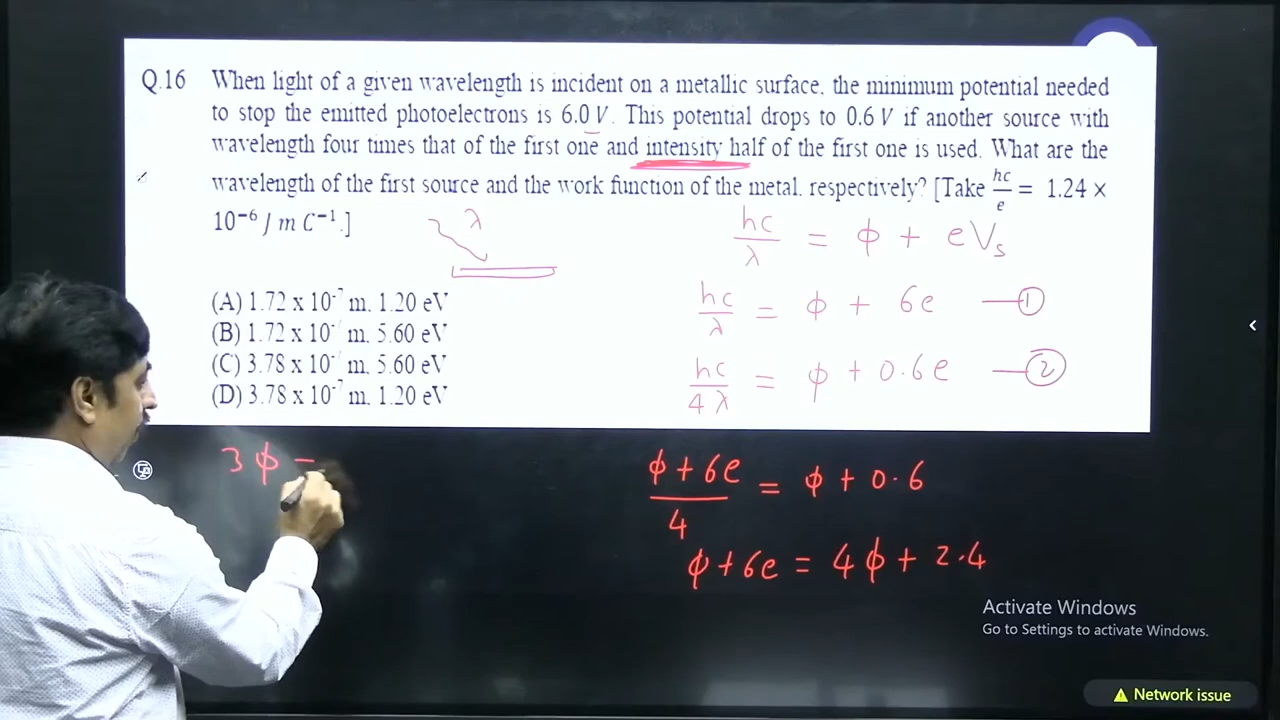 Q.16 When light of a given wavelength is incident on a metallic surface, the minimum potential needed
to stop the emitted photoelectrons is 6.0 V. This potential drops to 0.6 V if another source with
wavelength four times that of the first one and intensity half of the first one is used. What are the
wavelength of the first source and the work function of the metal, respectively? [Take hc/e = 1.24 ×
10⁻⁶ J m C⁻¹.]
λ
hc/λ = ϕ + eVₛ
(A) 1.72 x 10⁻⁷ m, 1.20 eV
(B) 1.72 x 10⁻⁷ m, 5.60 eV
(C) 3.78 x 10⁻⁷ m, 5.60 eV
(D) 3.78 x 10⁻⁷ m, 1.20 eV
hc/λ = ϕ + 6e —①
hc/4λ = ϕ + 0.6e —②
3ϕ =
ϕ+6e/4 = ϕ + 0.6
ϕ+6e = 4ϕ + 2.4
Activate Windows
Go to Settings to activate Windows.
Network issue